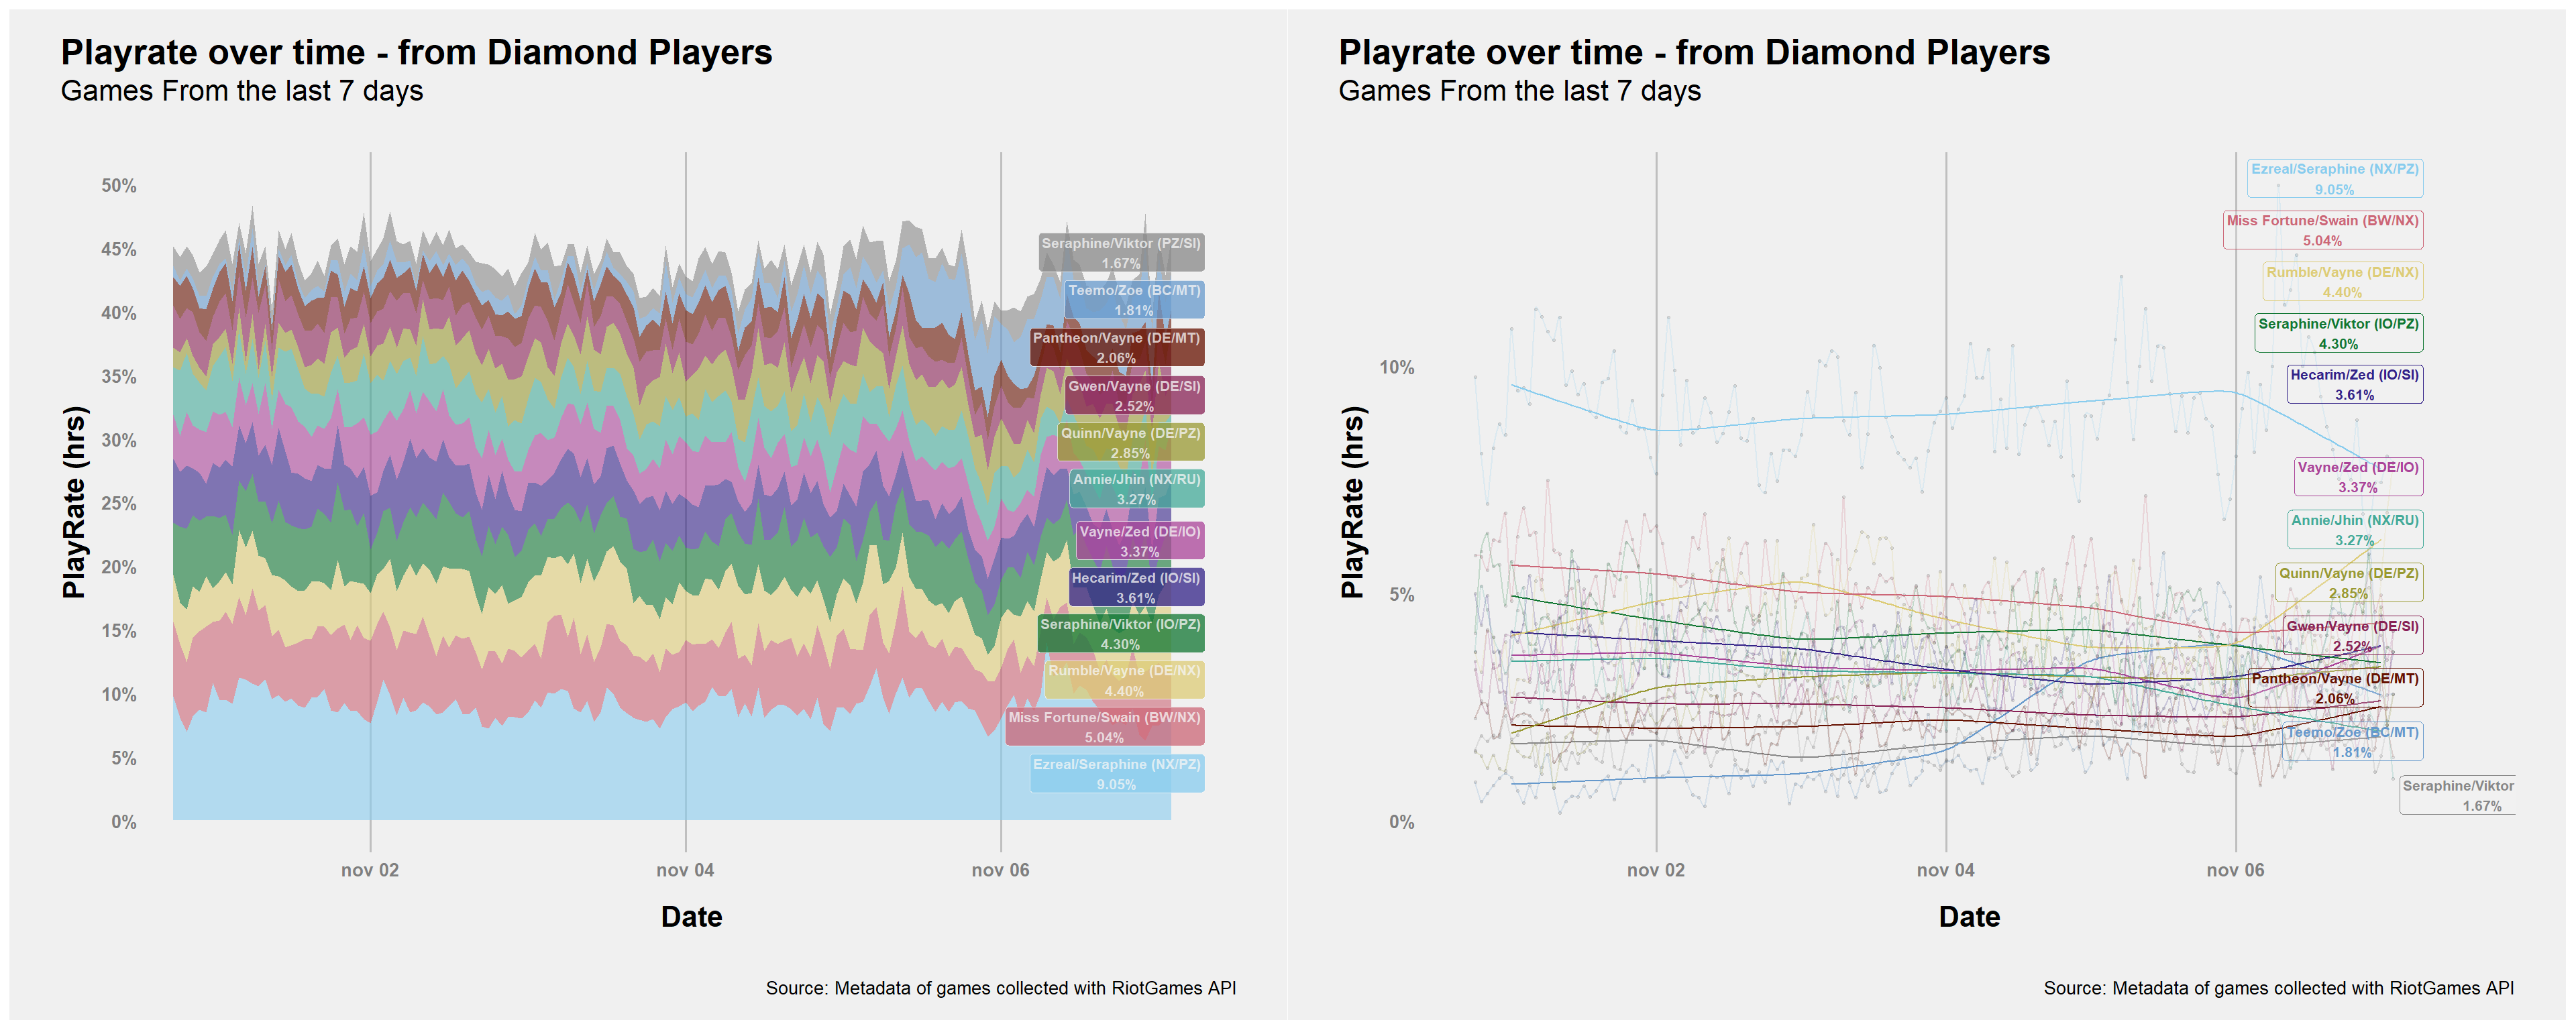 Playrate over time - from Diamond Players
Games From the last 7 days
PlayRate (hrs)
50%
45%
40%
35%
30%
25%
20%
15%
10%
5%
0%
Seraphine/Viktor (PZ/SI)
1.67%
Teemo/Zoe (BC/MT)
1.81%
Pantheon/Vayne (DE/MT)
2.06%
Gwen/Vayne (DE/SI)
2.52%
Quinn/Vayne (DE/PZ)
2.85%
Annie/Jhin (NX/RU)
3.27%
Vayne/Zed (DE/IO)
3.37%
Hecarim/Zed (IO/SI)
3.61%
Seraphine/Viktor (IO/PZ)
4.30%
Rumble/Vayne (DE/NX)
4.40%
Miss Fortune/Swain (BW/NX)
5.04%
Ezreal/Seraphine (NX/PZ)
9.05%
nov 02
nov 04
nov 06
Date
Source: Metadata of games collected with RiotGames API
Playrate over time - from Diamond Players
Games From the last 7 days
PlayRate (hrs)
10%
5%
0%
Ezreal/Seraphine (NX/PZ)
9.05%
Miss Fortune/Swain (BW/NX)
5.04%
Rumble/Vayne (DE/NX)
4.40%
Seraphine/Viktor (IO/PZ)
4.30%
Hecarim/Zed (IO/SI)
3.61%
Vayne/Zed (DE/IO)
3.37%
Annie/Jhin (NX/RU)
3.27%
Quinn/Vayne (DE/PZ)
2.85%
Gwen/Vayne (DE/SI)
2.52%
Pantheon/Vayne (DE/MT)
2.06%
Teemo/Zoe (BC/MT)
1.81%
Seraphine/Viktor
1.67%
nov 02
nov 04
nov 06
Date
Source: Metadata of games collected with RiotGames API